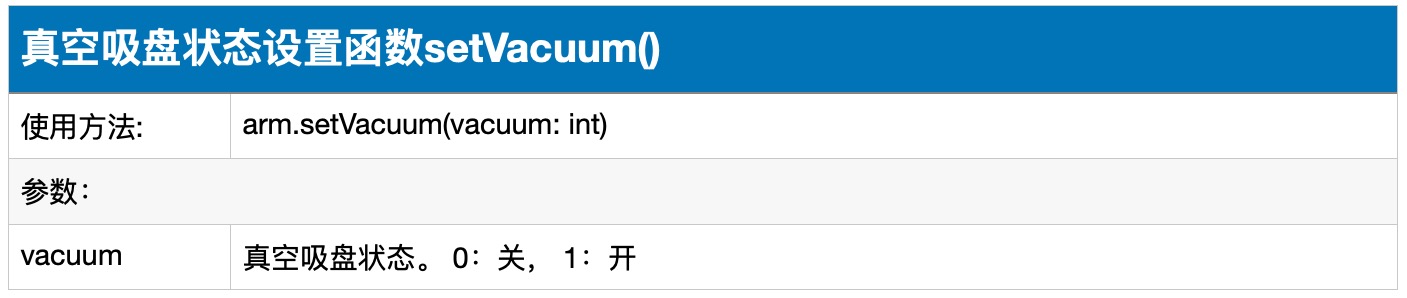 真空吸盘状态设置函数setVacuum()
使用方法:
arm.setVacuum(vacuum: int)
参数：
vacuum
真空吸盘状态。 0：关， 1：开